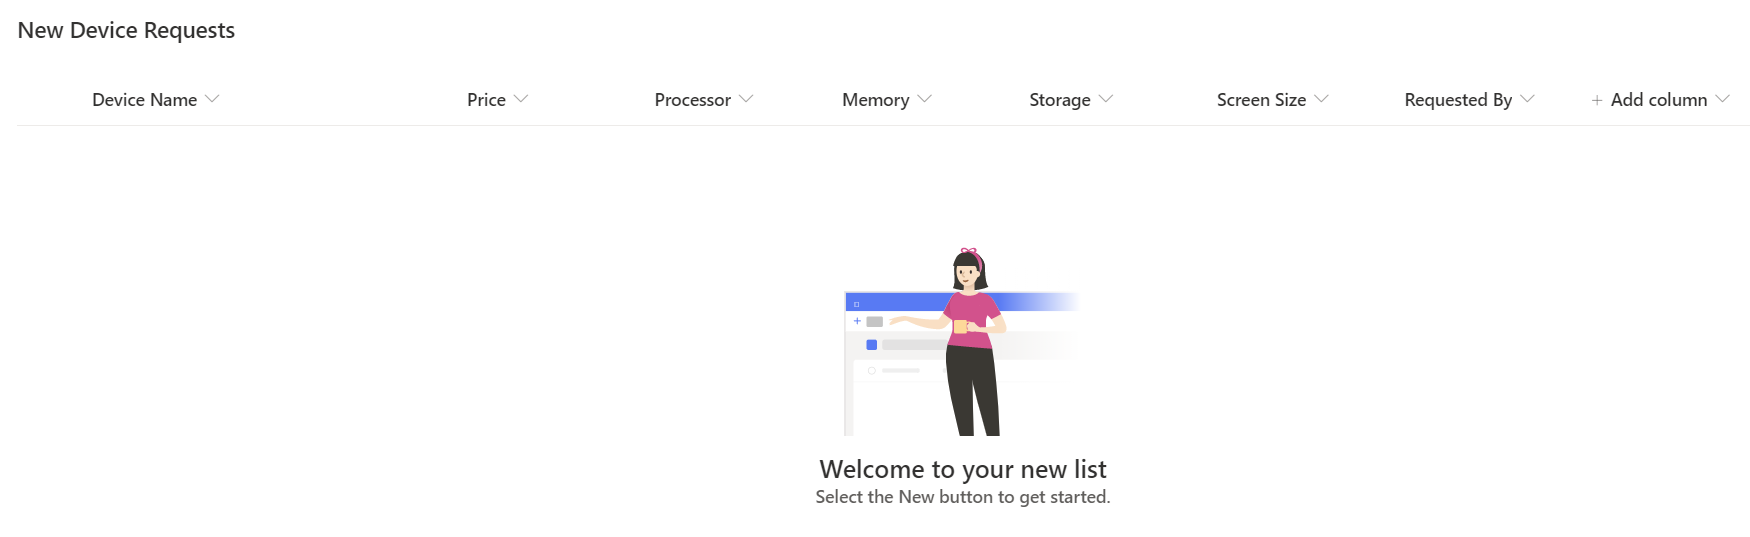 New Device Requests
Device Name Price Processor Memory Storage Screen Size Requested By + Add column
Welcome to your new list
Select the New button to get started.